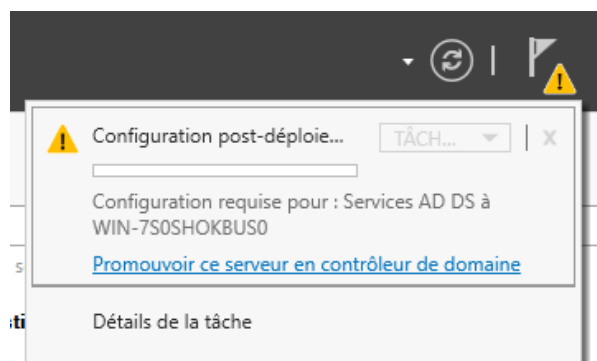 Configuration post-déploie... TÂCH... X
Configuration requise pour : Services AD DS à
WIN-7S0SHOKBUS0
Promouvoir ce serveur en contrôleur de domaine
Détails de la tâche